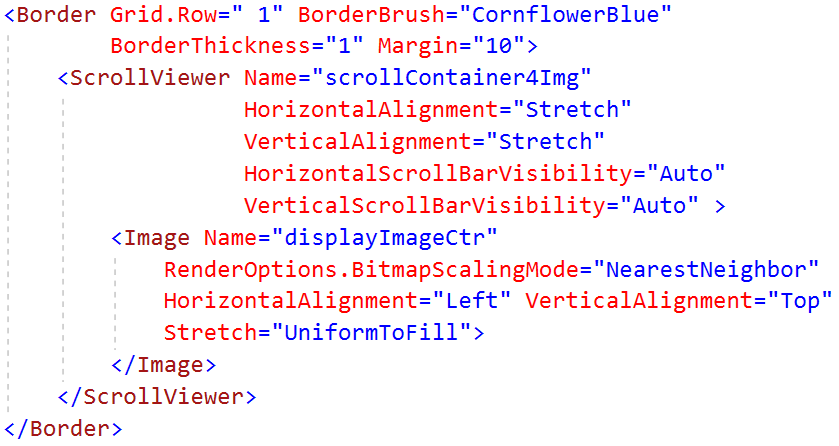 <Border Grid.Row=" 1" BorderBrush="CornflowerBlue"
        BorderThickness="1" Margin="10">
    <ScrollViewer Name="scrollContainer4Img"
                  HorizontalAlignment="Stretch"
                  VerticalAlignment="Stretch"
                  HorizontalScrollBarVisibility="Auto"
                  VerticalScrollBarVisibility="Auto" >
        <Image Name="displayImageCtr"
            RenderOptions.BitmapScalingMode="NearestNeighbor"
            HorizontalAlignment="Left" VerticalAlignment="Top"
            Stretch="UniformToFill">
        </Image>
    </ScrollViewer>
</Border>